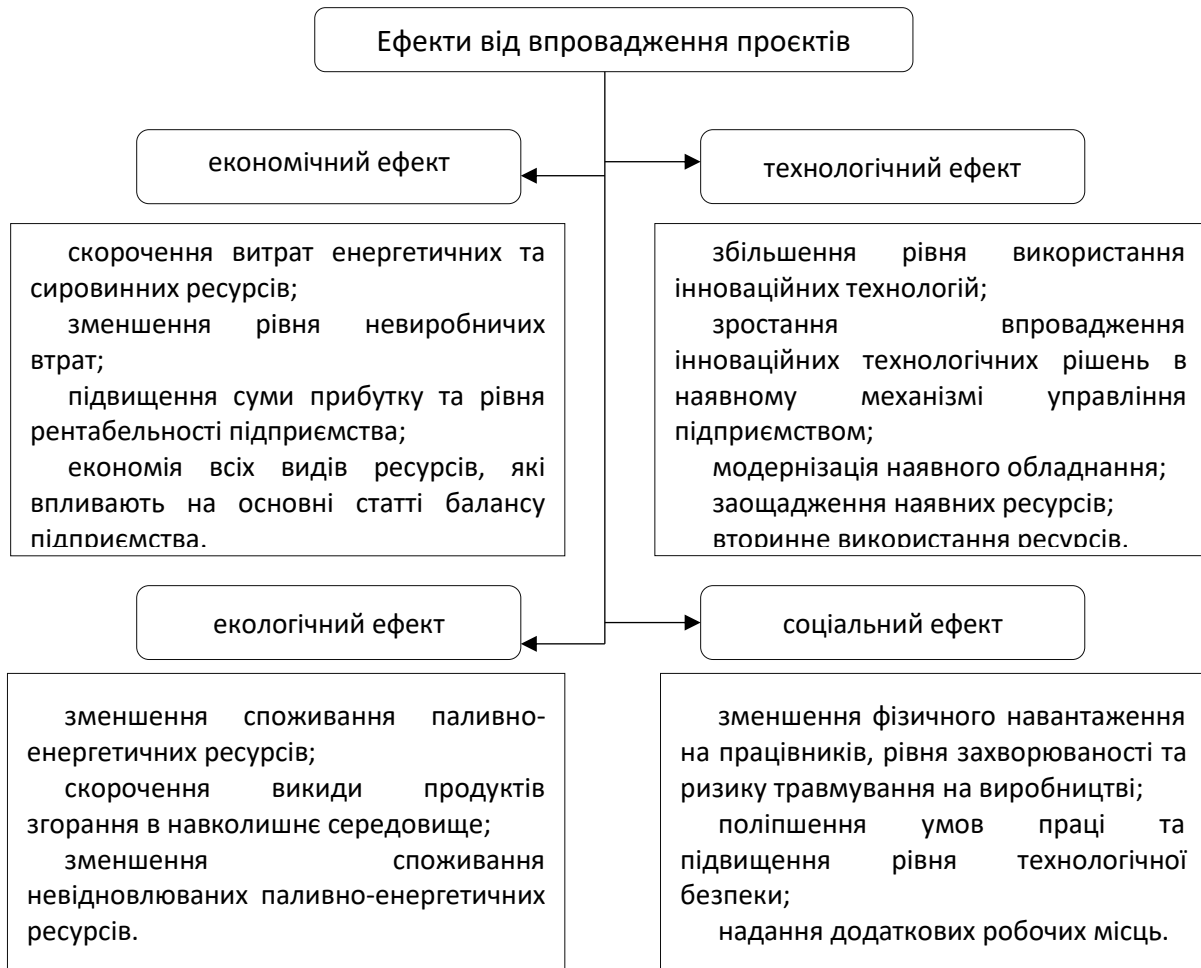 Ефекти від впровадження проєктів
економічний ефект
технологічний ефект
скорочення витрат енергетичних та
сировинних ресурсів;
зменшення рівня невиробничих
втрат;
підвищення суми прибутку та рівня
рентабельності підприємства;
економія всіх видів ресурсів, які
впливають на основні статті балансу
підприємства.
збільшення рівня використання
інноваційних технологій;
зростання впровадження
інноваційних технологічних рішень в
наявному механізмі управління
підприємством;
модернізація наявного обладнання;
заощадження наявних ресурсів;
вторинне використання ресурсів.
екологічний ефект
соціальний ефект
зменшення споживання паливно-
енергетичних ресурсів;
скорочення викиди продуктів
згорання в навколишнє середовище;
зменшення споживання
невідновлюваних паливно-енергетичних
ресурсів.
зменшення фізичного навантаження
на працівників, рівня захворюваності та
ризику травмування на виробництві;
поліпшення умов праці та
підвищення рівня технологічної
безпеки;
надання додаткових робочих місць.